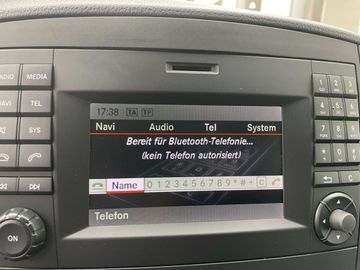 17:38 TA TP
Navi Audio Tel System
Bereit für Bluetooth-Telefonie...
(kein Telefon autorisiert)
Name 0 1 2 3 4 5 6 7 8 9 * # + C
Telefon
RADIO MEDIA
NAVI TEL
SYS
ON